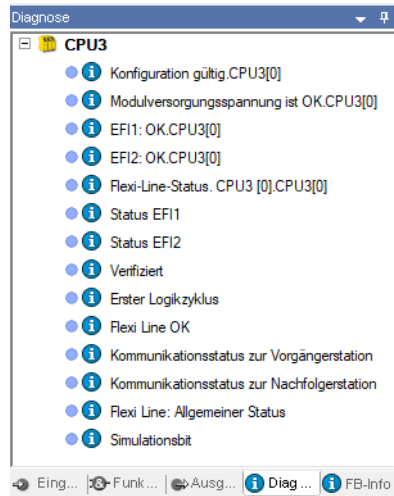 Diagnose
CPU3
Konfiguration gültig.CPU3[0]
Modulversorgungsspannung ist OK.CPU3[0]
EFI1: OK.CPU3[0]
EFI2: OK.CPU3[0]
Flexi-Line-Status. CPU3 [0].CPU3[0]
Status EFI1
Status EFI2
Verifiziert
Erster Logikzyklus
Flexi Line OK
Kommunikationsstatus zur Vorgängerstation
Kommunikationsstatus zur Nachfolgerstation
Flexi Line: Allgemeiner Status
Simulationsbit
Eing... Funk... Ausg... Diag ... FB-Info